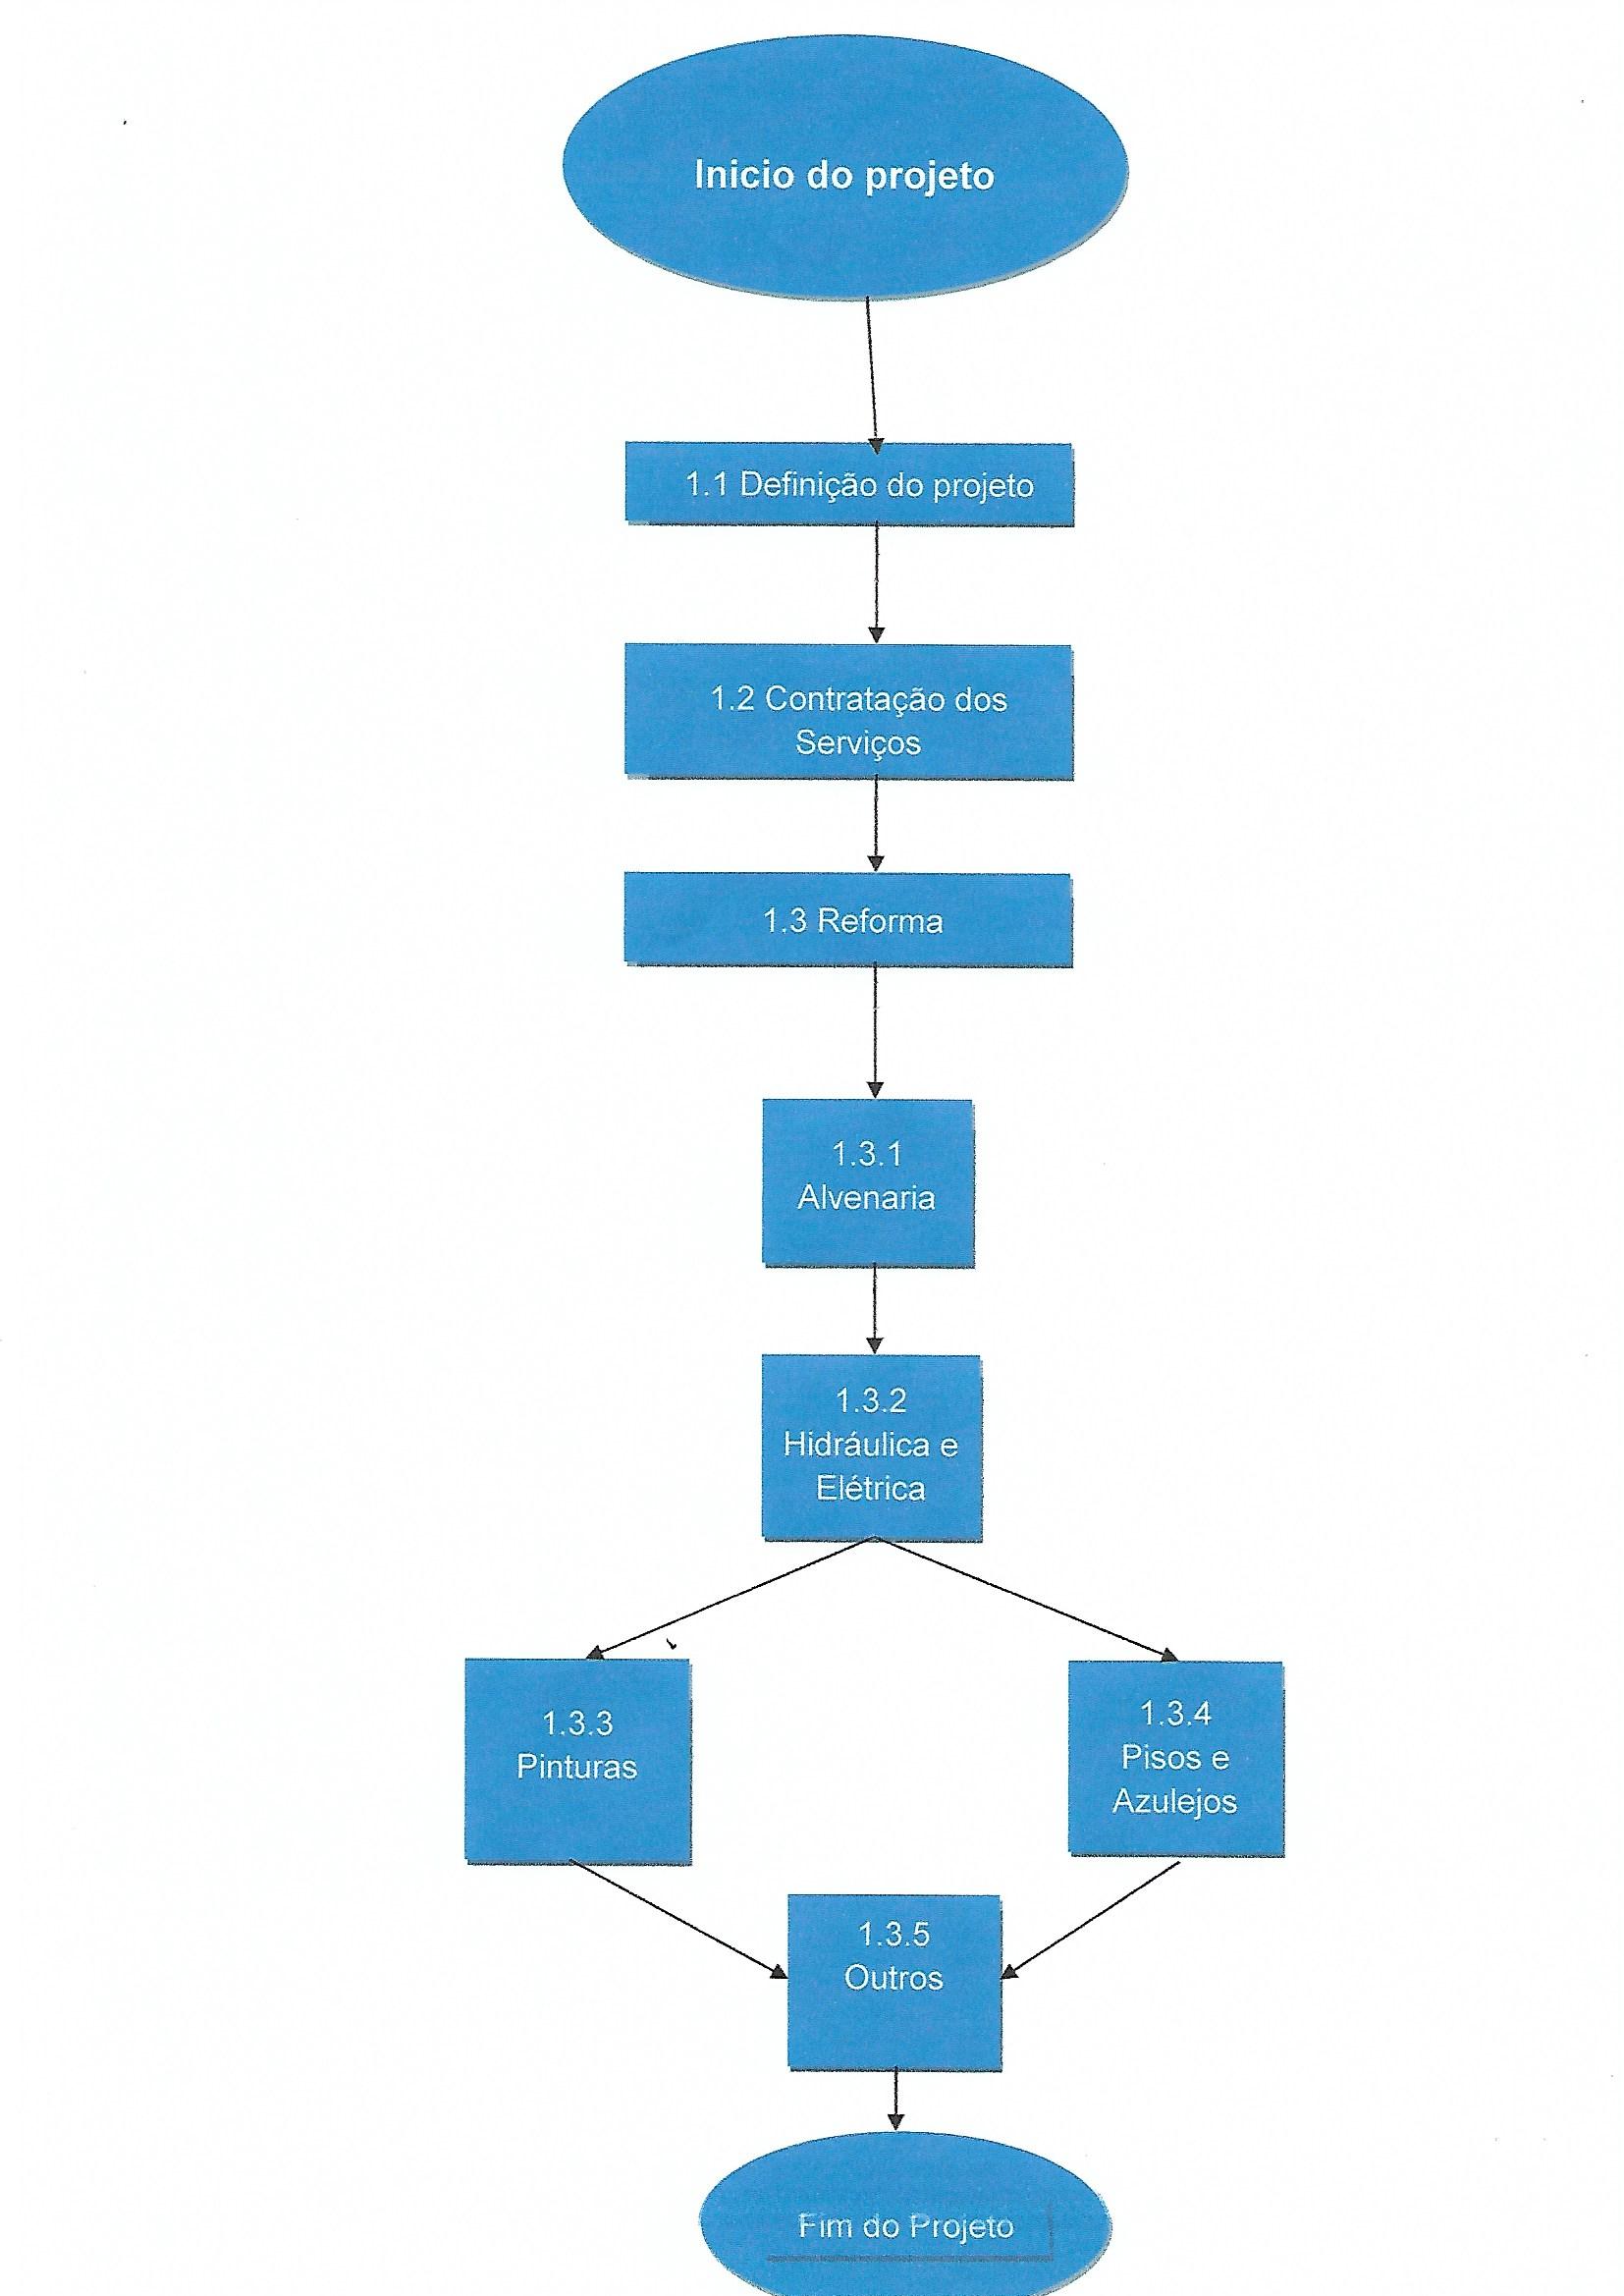 Inicio do projeto
1.1 Definição do projeto
1.2 Contratação dos
Serviços
1.3 Reforma
1.3.1
Alvenaria
1.3.2
Hidráulica e
Elétrica
1.3.3
Pinturas
1.3.4
Pisos e
Azulejos
1.3.5
Outros
Fim do Projeto